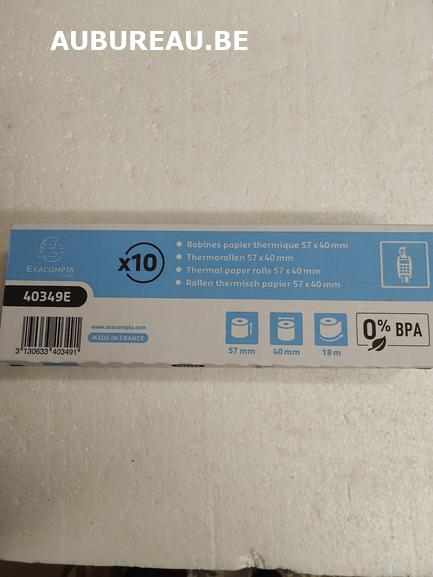 AUBUREAU.BE
EXACOMPTA
x10
• Bobines papier thermique 57 x 40 mm
• Thermorollen 57 x 40 mm
• Thermal paper rolls 57 x 40 mm
• Rollen thermisch papier 57 x 40 mm
40349E
www.exacompta.com
MADE IN FRANCE
3 130633 403491
57 mm
40 mm
18 m
0% BPA